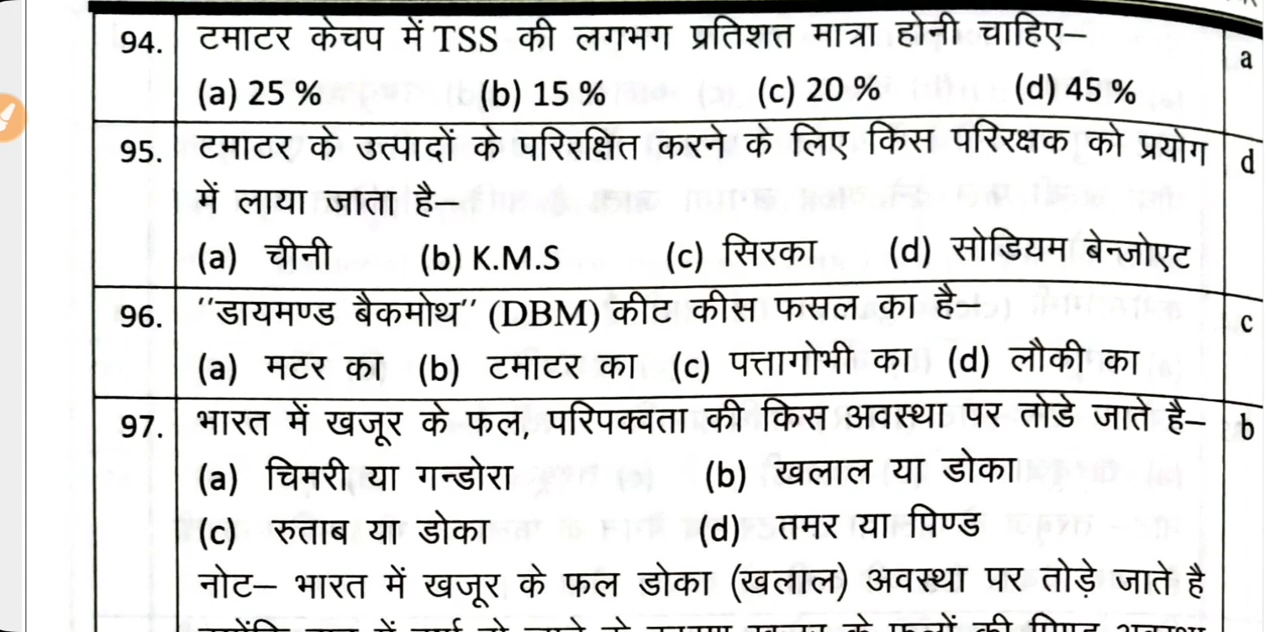 94. टमाटर केचप में TSS की लगभग प्रतिशत मात्रा होनी चाहिए– a
(a) 25 % (b) 15 % (c) 20 % (d) 45 %
95. टमाटर के उत्पादों के परिरक्षित करने के लिए किस परिरक्षक को प्रयोग d
में लाया जाता है–
(a) चीनी (b) K.M.S (c) सिरका (d) सोडियम बेन्जोएट
96. "डायमण्ड बैकमोथ" (DBM) कीट कीस फसल का है– c
(a) मटर का (b) टमाटर का (c) पत्तागोभी का (d) लौकी का
97. भारत में खजूर के फल, परिपक्वता की किस अवस्था पर तोडे जाते है– b
(a) चिमरी या गन्डोरा (b) खलाल या डोका
(c) रुताब या डोका (d) तमर या पिण्ड
नोट– भारत में खजूर के फल डोका (खलाल) अवस्था पर तोड़े जाते है